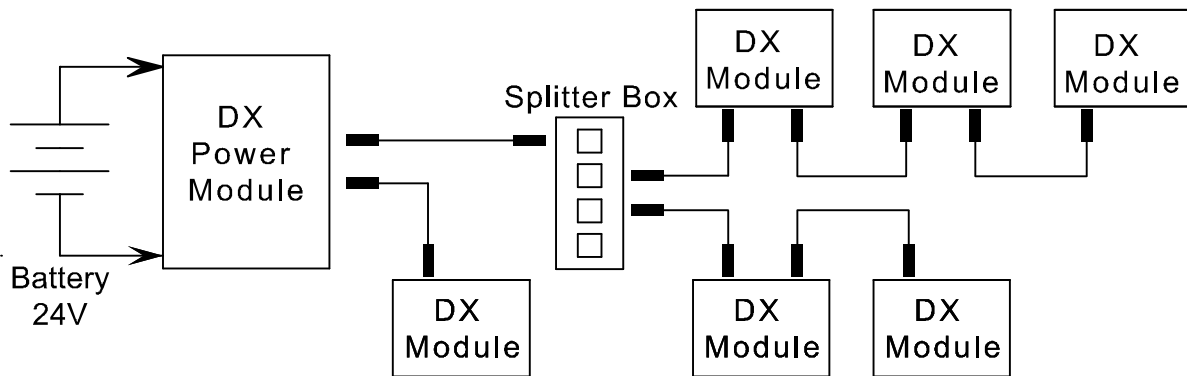 Battery
24V
DX
Power
Module
Splitter Box
DX
Module
DX
Module
DX
Module
DX
Module
DX
Module
DX
Module